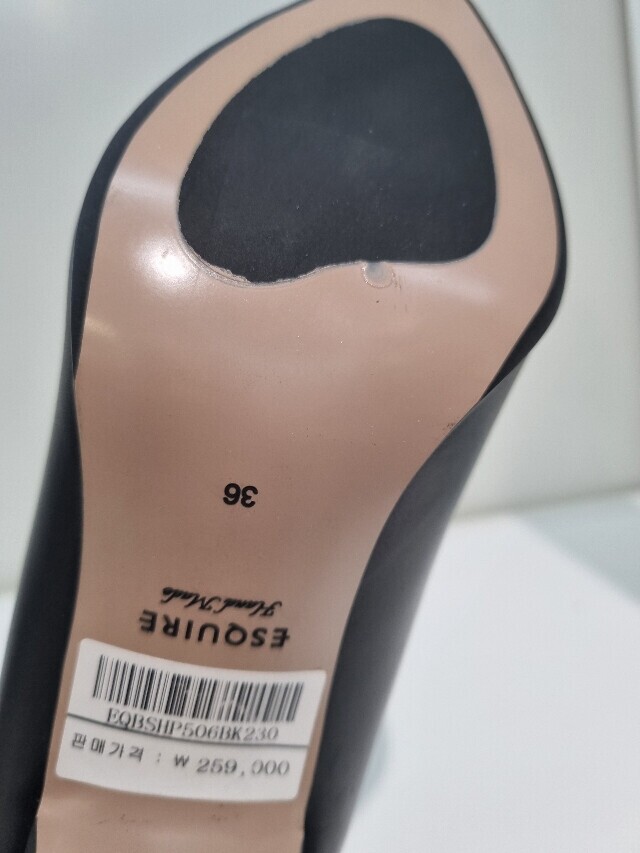 36
Hand Made
ESQUIRE
EQBSHP506BK230
판매가격 : ₩ 259,000